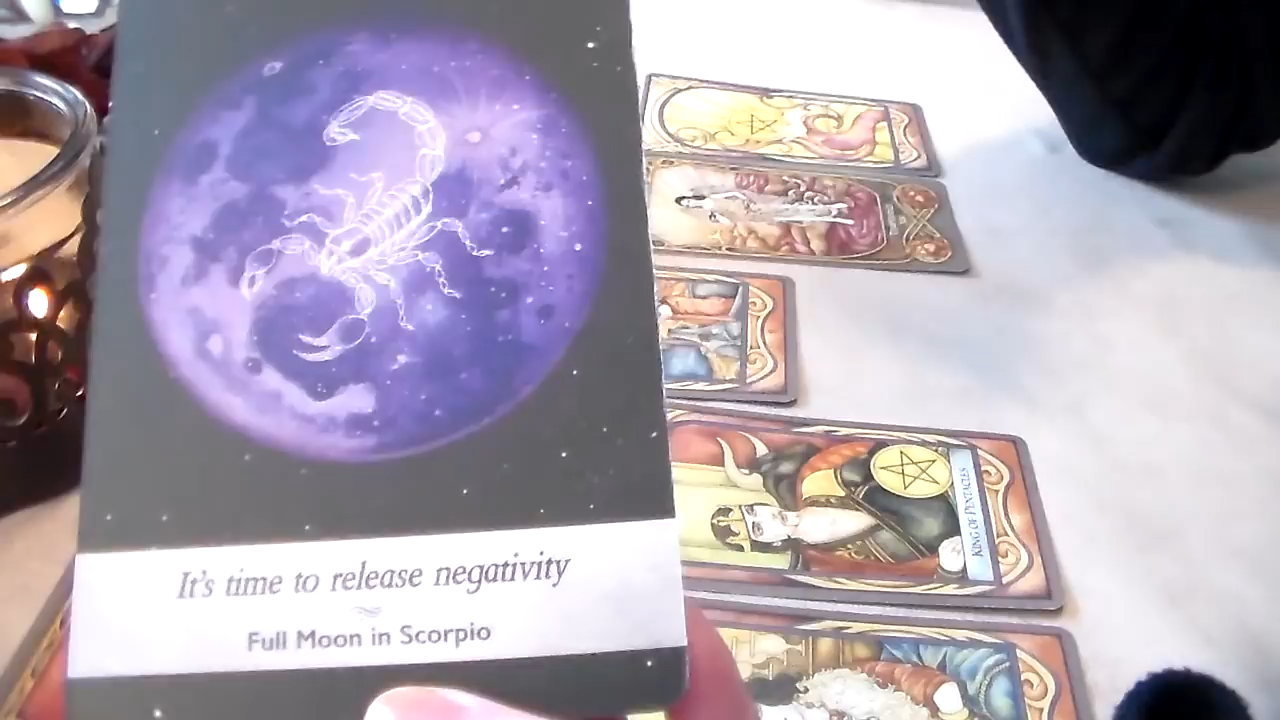 It's time to release negativity
Full Moon in Scorpio
KING OF PENTACLES